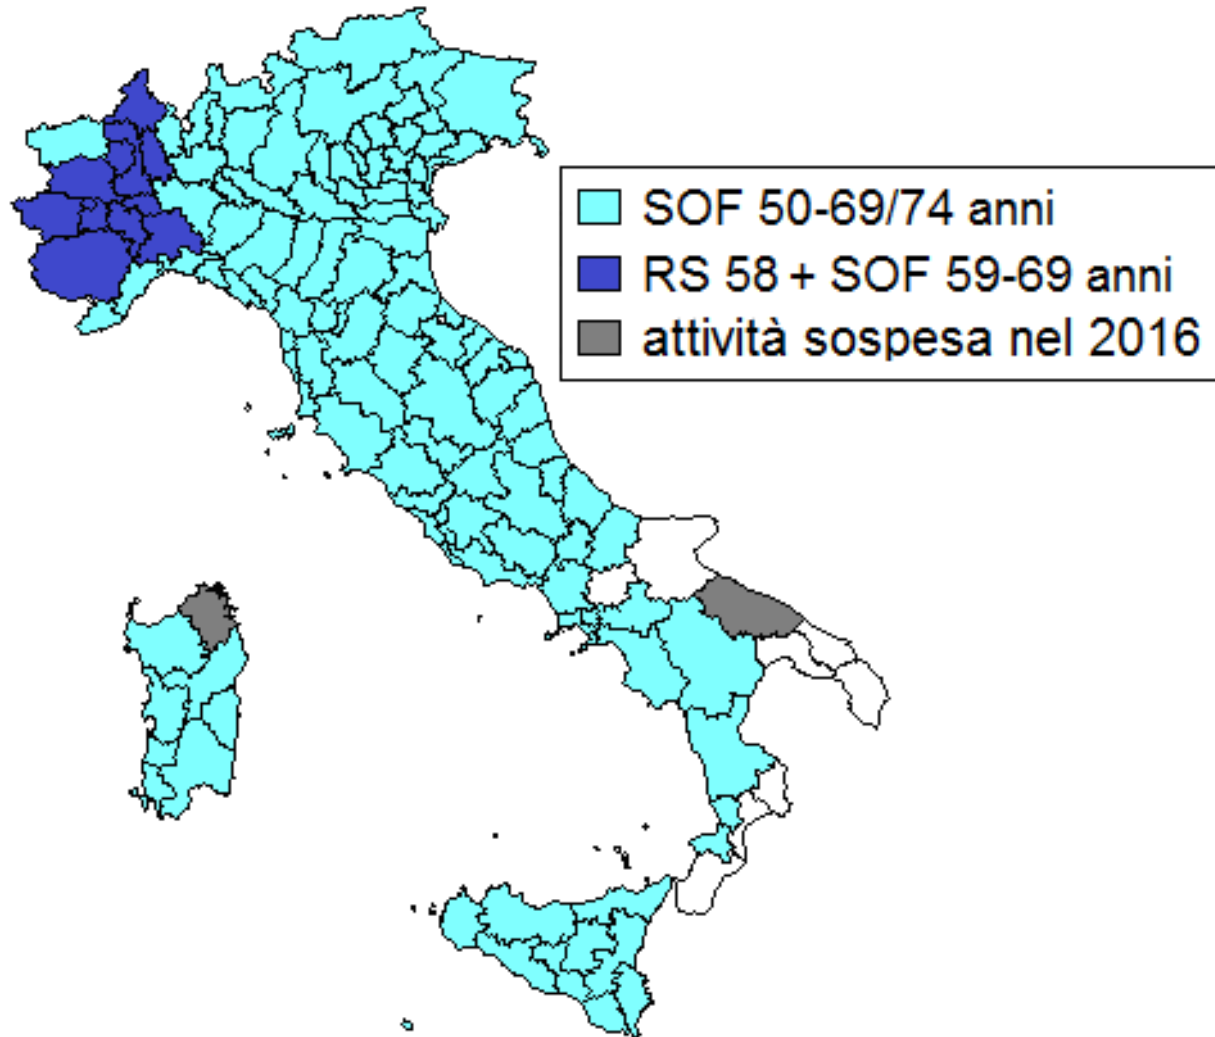 SOF 50-69/74 anni
RS 58 + SOF 59-69 anni
attività sospesa nel 2016